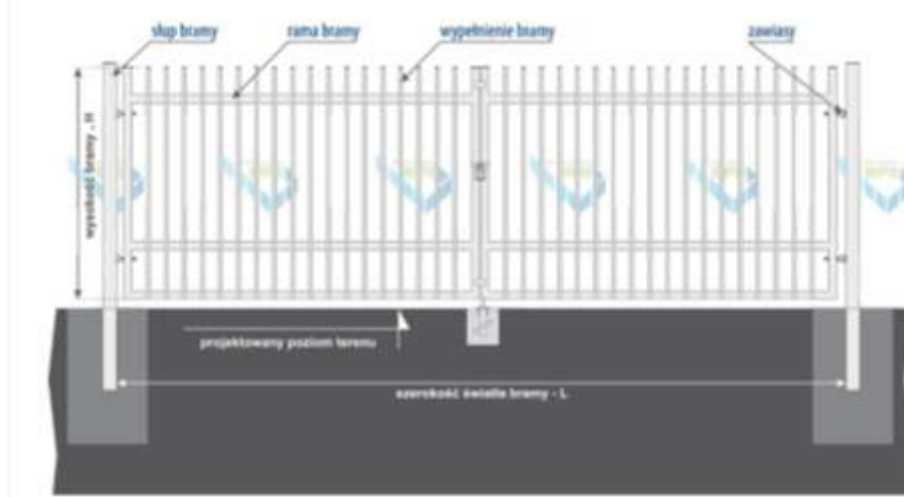 słup bramy
rama bramy
wypełnienie bramy
zawiasy
wysokość bramy - H
projektowany poziom terenu
szerokość światła bramy - L